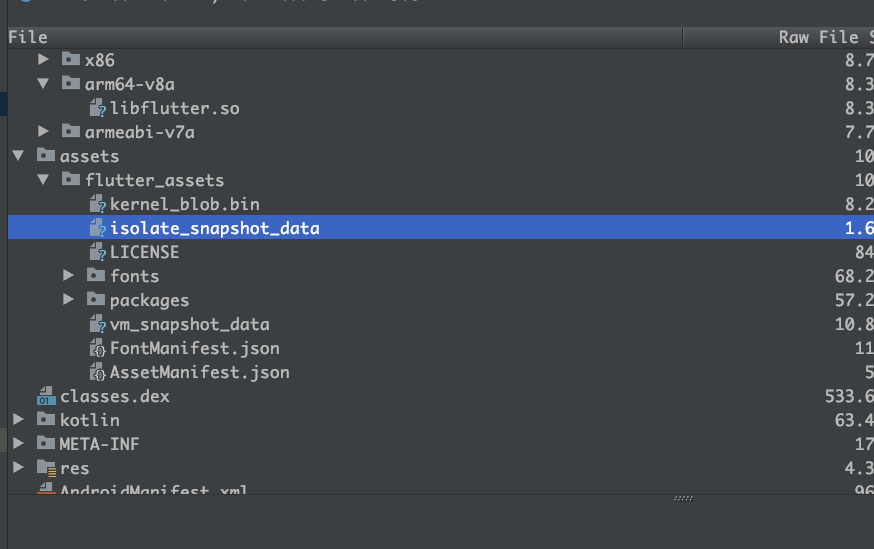 File Raw File S
x86 8.7
arm64-v8a 8.3
libflutter.so 8.3
armeabi-v7a 7.7
assets 10
flutter_assets 10
kernel_blob.bin 8.2
isolate_snapshot_data 1.6
LICENSE 84
fonts 68.2
packages 57.2
vm_snapshot_data 10.8
FontManifest.json 11
AssetManifest.json 5
classes.dex 533.6
kotlin 63.4
META-INF 17
res 4.3
AndroidManifest.xml 96